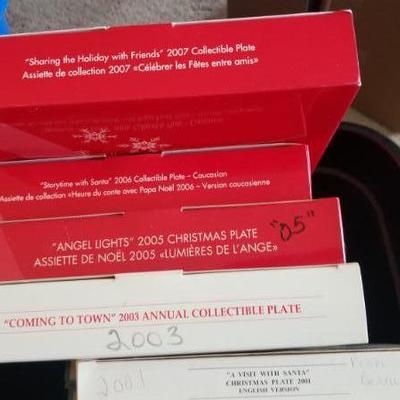 "Sharing the Holiday with Friends" 2007 Collectible Plate
Assiette de collection 2007 «Célébrer les Fêtes entre amis»
"Storytime with Santa" 2006 Collectible Plate – Caucasian
Assiette de collection «Heure du conte avec Papa Noël 2006 – Version caucasienne
"ANGEL LIGHTS" 2005 CHRISTMAS PLATE
ASSIETTE DE NOËL 2005 «LUMIÈRES DE L'ANGE»
"05"
"COMING TO TOWN" 2003 ANNUAL COLLECTIBLE PLATE
2003
"A VISIT WITH SANTA"
CHRISTMAS PLATE 2001
ENGLISH VERSION
2001